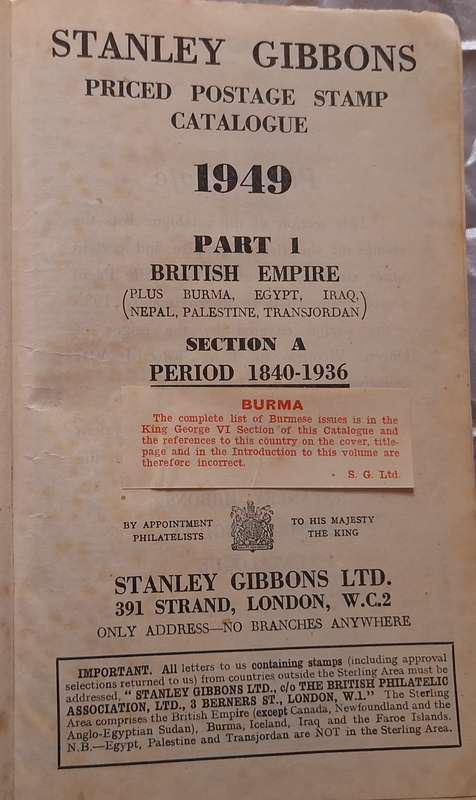 STANLEY GIBBONS
PRICED POSTAGE STAMP
CATALOGUE
1949
PART 1
BRITISH EMPIRE
(PLUS BURMA, EGYPT, IRAQ,
NEPAL, PALESTINE, TRANSJORDAN)
SECTION A
PERIOD 1840-1936
BURMA
The complete list of Burmese issues is in the
King George VI Section of this Catalogue and
the references to this country on the cover, title-
page and in the Introduction to this volume are
therefore incorrect.
- S. G. Ltd.
BY APPOINTMENT
PHILATELISTS
TO HIS MAJESTY
THE KING
STANLEY GIBBONS LTD.
391 STRAND, LONDON, W.C.2
ONLY ADDRESS—NO BRANCHES ANYWHERE
IMPORTANT. All letters to us containing stamps (including approval
selections returned to us) from countries outside the Sterling Area must be
addressed, "STANLEY GIBBONS LTD., c/o THE BRITISH PHILATELIC
ASSOCIATION, LTD., 3 BERNERS ST., LONDON, W.1." The Sterling
Area comprises the British Empire (except Canada, Newfoundland and the
Anglo-Egyptian Sudan), Burma, Iceland, Iraq and the Faroe Islands.
N.B.—Egypt, Palestine and Transjordan are NOT in the Sterling Area.